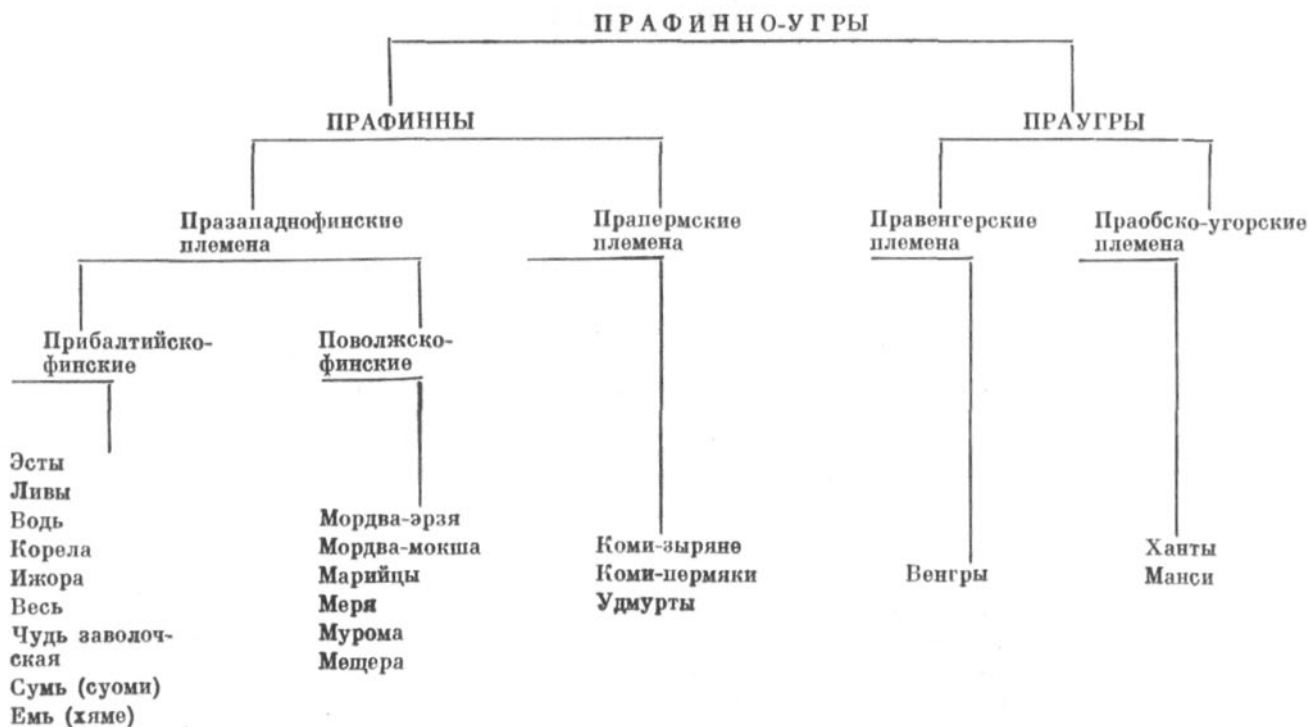 ПРАФИННО-УГРЫ
ПРАФИННЫ
ПРАУГРЫ
Празападнофинские
племена
Прапермские
племена
Правенгерские
племена
Праобско-угорские
племена
Прибалтийско-
финские
Поволжско-
финские
Эсты
Ливы
Водь
Корела
Ижора
Весь
Чудь заволоч-
ская
Сумь (суоми)
Емь (хяме)
Мордва-эрзя
Мордва-мокша
Марийцы
Меря
Мурома
Мещера
Коми-зыряне
Коми-пермяки
Удмурты
Венгры
Ханты
Манси